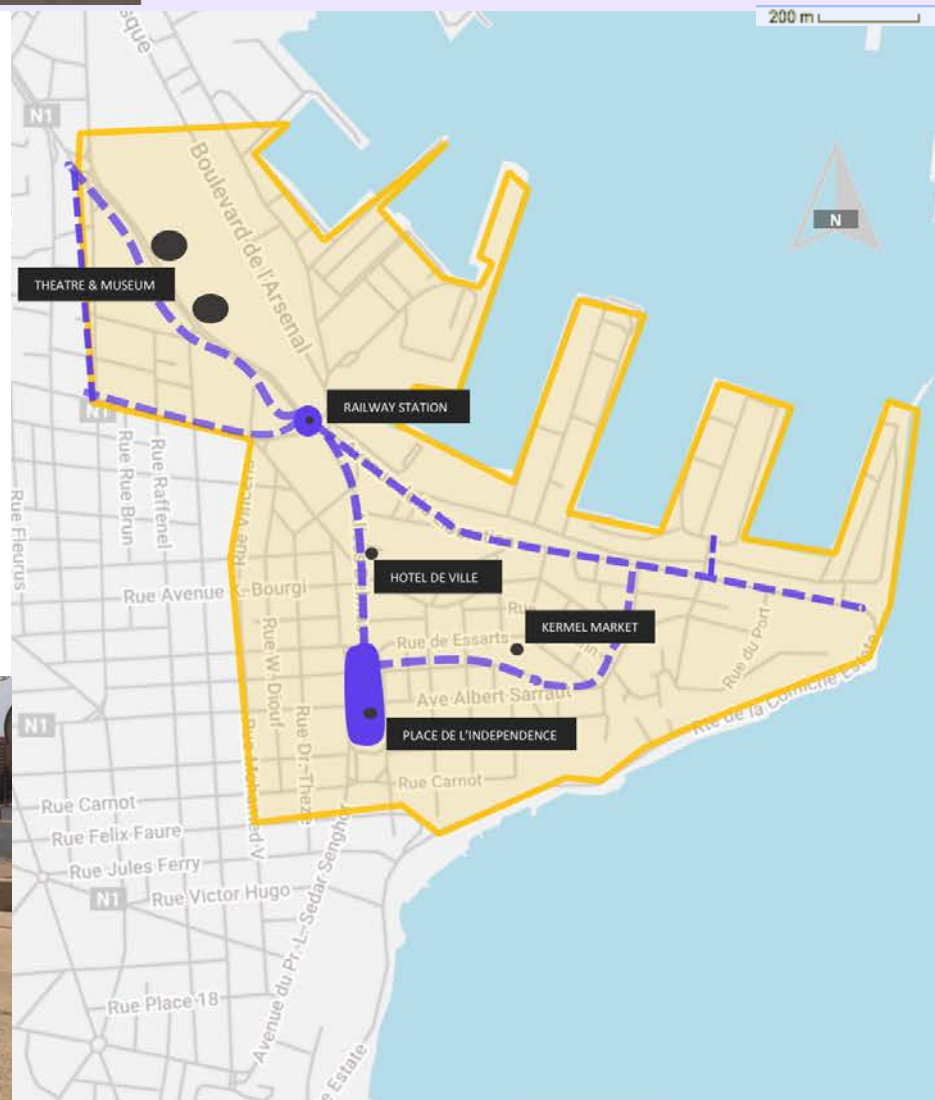 200 m
sque
N1
Boulevard de l'Arsenal
N
THEATRE & MUSEUM
RAILWAY STATION
N1
Rue Fleurus
Rue Brun
Rue Raffenel
Rue Vincens
HOTEL DE VILLE
Rue Avenue K. Bourgi
Rue
KERMEL MARKET
Rue de Essarts
Rue W. Diouf
Ave Albert Sarraut
Rue du Port
Rte de la Corniche Estate
N1
PLACE DE L'INDEPENDENCE
Rue Dr. Theze
Rue Mohamed V
Rue Carnot
Rue Carnot
Rue Felix Faure
Rue Jules Ferry
N1
Rue Victor Hugo
Avenue du Pr. L. Sedar Senghor
Rue Place 18
e Estate